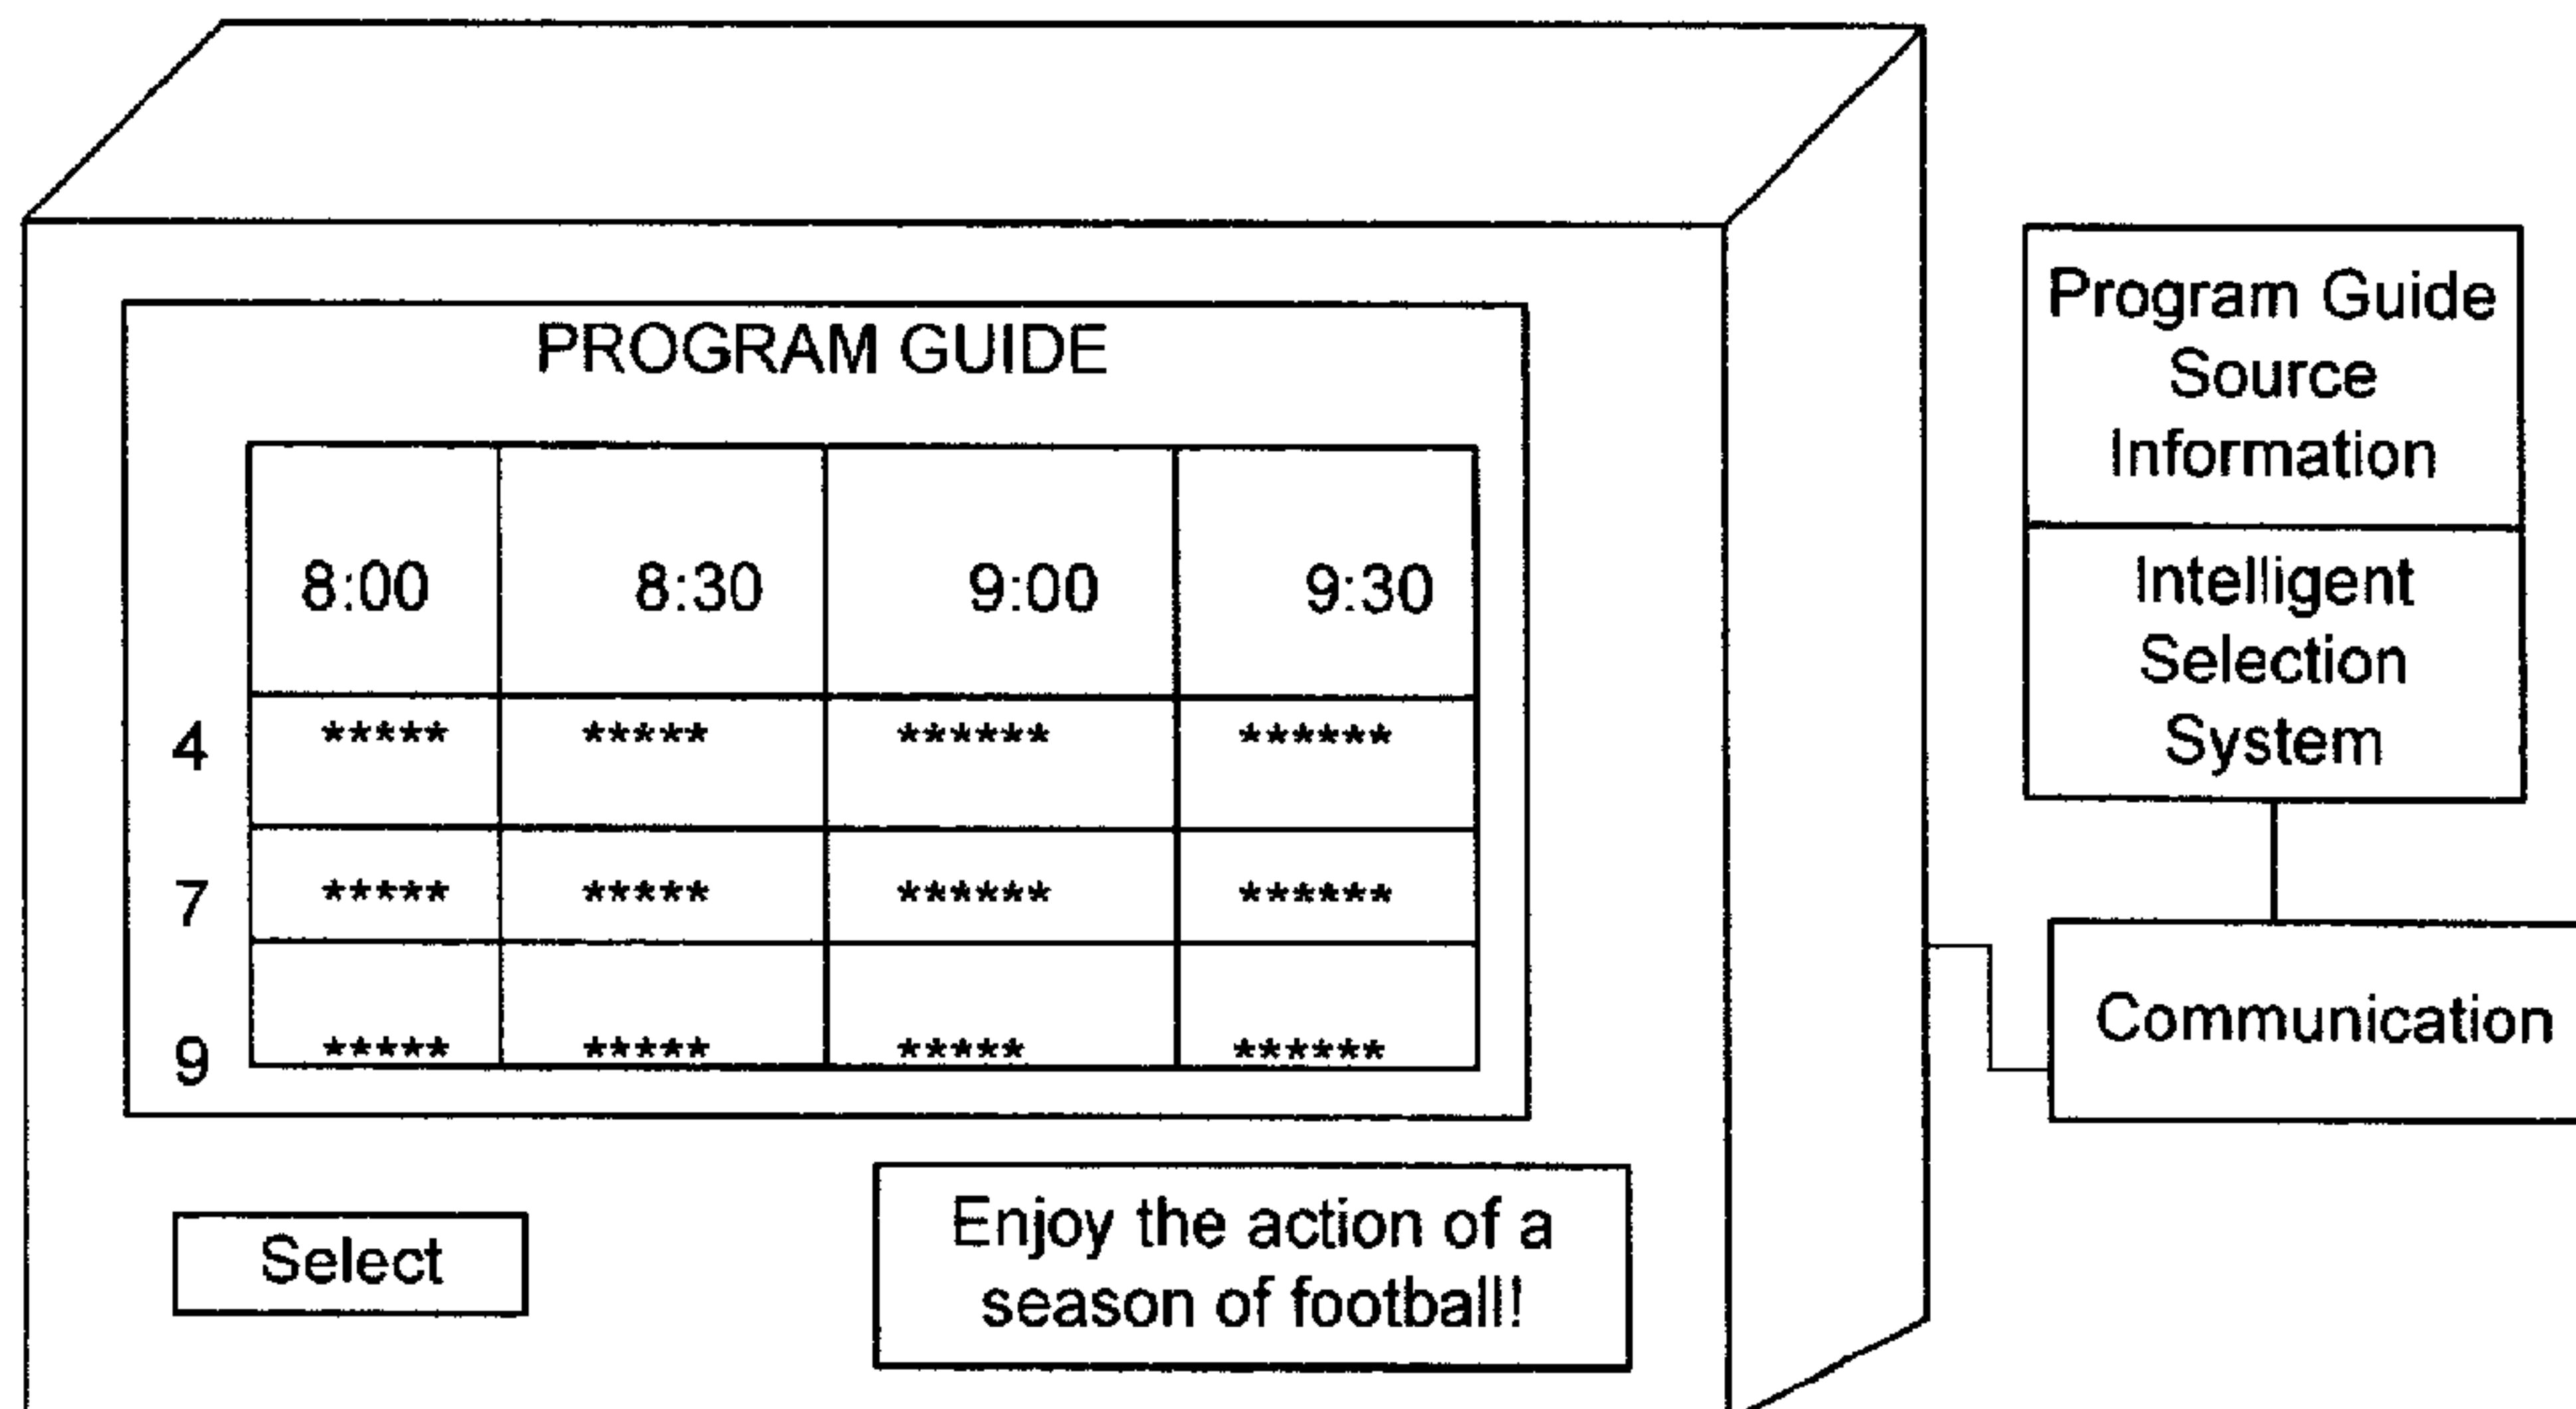 PROGRAM GUIDE
8:00 8:30 9:00 9:30
4 ***** ***** ****** ******
7 ***** ***** ****** ******
9 ***** ***** ***** ******
Select
Enjoy the action of a
season of football!
Program Guide
Source
Information
Intelligent
Selection
System
Communication